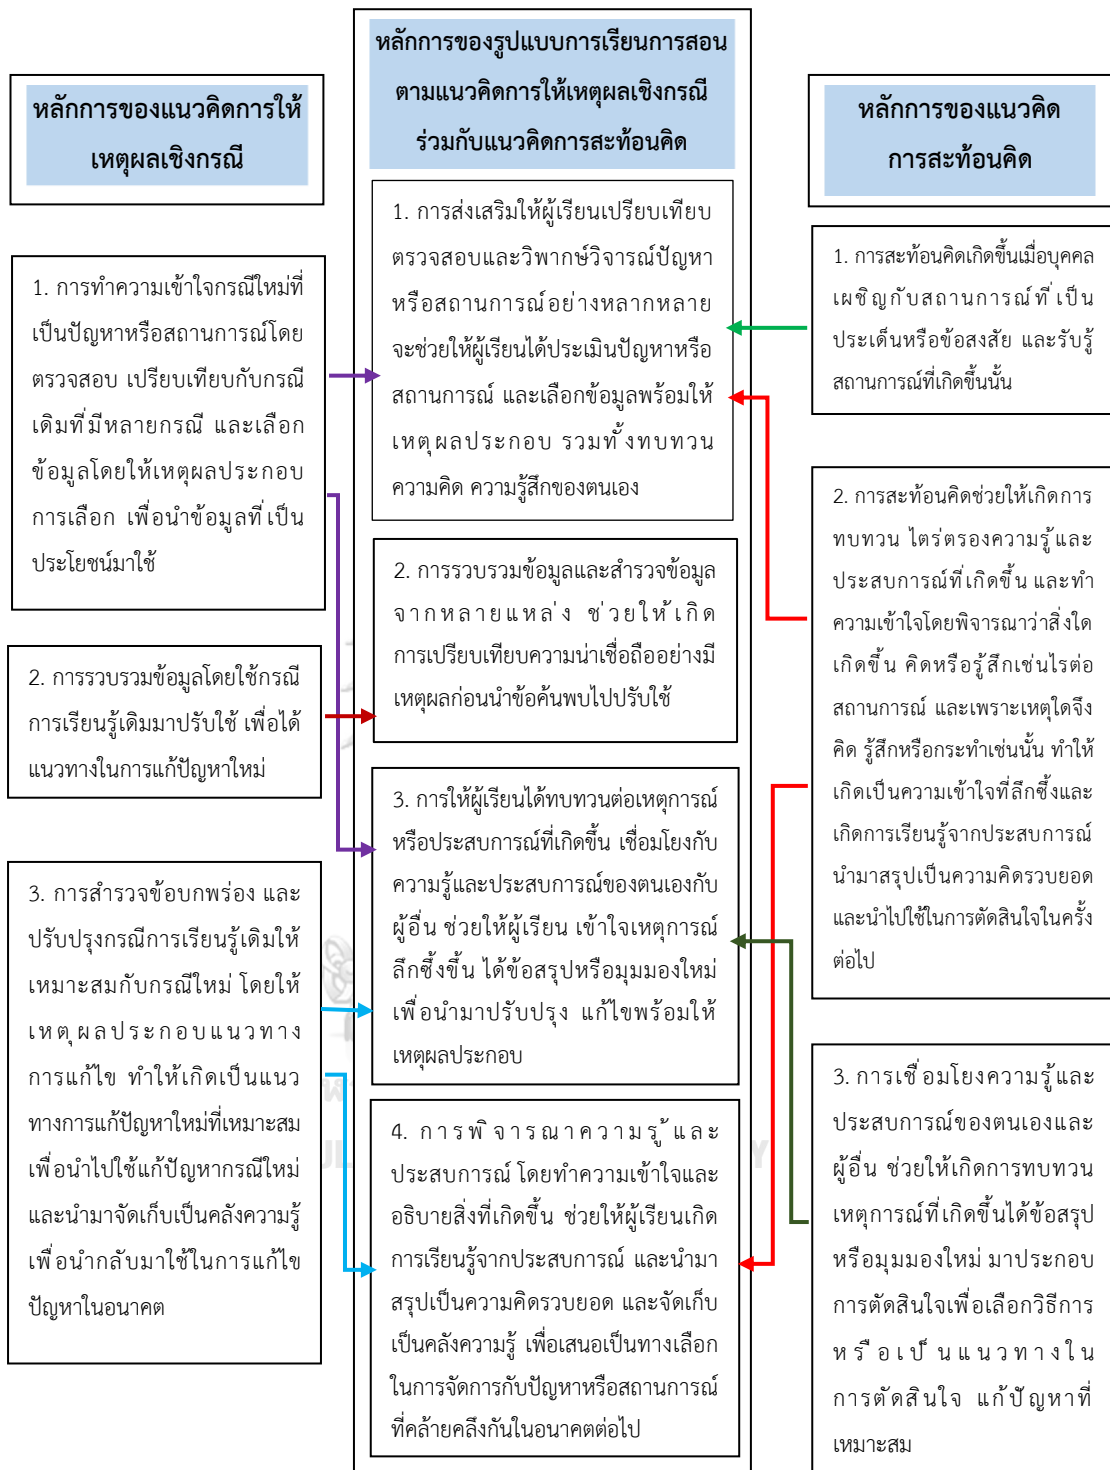 หลักการของแนวคิดการให้
เหตุผลเชิงกรณี
1. การทำความเข้าใจกรณีใหม่ที่
เป็นปัญหาหรือสถานการณ์โดย
ตรวจสอบ เปรียบเทียบกับกรณี
เดิมที่มีหลายกรณี และเลือก
ข้อมูลโดยให้เหตุผลประกอบ
การเลือก เพื่อนำข้อมูลที่เป็น
ประโยชน์มาใช้
2. การรวบรวมข้อมูลโดยใช้กรณี
การเรียนรู้เดิมมาปรับใช้ เพื่อได้
แนวทางในการแก้ปัญหาใหม่
3. การสำรวจข้อบกพร่อง และ
ปรับปรุงกรณีการเรียนรู้เดิมให้
เหมาะสมกับกรณีใหม่ โดยให้
เหตุผลประกอบแนวทาง
การแก้ไข ทำให้เกิดเป็นแนว
ทางการแก้ปัญหาใหม่ที่เหมาะสม
เพื่อนำไปใช้แก้ปัญหากรณีใหม่
และนำมาจัดเก็บเป็นคลังความรู้
เพื่อนำกลับมาใช้ในการแก้ไข
ปัญหาในอนาคต
หลักการของรูปแบบการเรียนการสอน
ตามแนวคิดการให้เหตุผลเชิงกรณี
ร่วมกับแนวคิดการสะท้อนคิด
1. การส่งเสริมให้ผู้เรียนเปรียบเทียบ
ตรวจสอบและวิพากษ์วิจารณ์ปัญหา
หรือสถานการณ์อย่างหลากหลาย
จะช่วยให้ผู้เรียนได้ประเมินปัญหาหรือ
สถานการณ์ และเลือกข้อมูลพร้อมให้
เหตุผลประกอบ รวมทั้งทบทวน
ความคิด ความรู้สึกของตนเอง
2. การรวบรวมข้อมูลและสำรวจข้อมูล
จากหลายแหล่ง ช่วยให้เกิด
การเปรียบเทียบความน่าเชื่อถืออย่างมี
เหตุผลก่อนนำข้อค้นพบไปปรับใช้
3. การให้ผู้เรียนได้ทบทวนต่อเหตุการณ์
หรือประสบการณ์ที่เกิดขึ้น เชื่อมโยงกับ
ความรู้และประสบการณ์ของตนเองกับ
ผู้อื่น ช่วยให้ผู้เรียน เข้าใจเหตุการณ์
ลึกซึ้งขึ้น ได้ข้อสรุปหรือมุมมองใหม่
เพื่อนำมาปรับปรุง แก้ไขพร้อมให้
เหตุผลประกอบ
4. การพิจารณาความรู้และ
ประสบการณ์ โดยทำความเข้าใจและ
อธิบายสิ่งที่เกิดขึ้น ช่วยให้ผู้เรียนเกิด
การเรียนรู้จากประสบการณ์ และนำมา
สรุปเป็นความคิดรวบยอด และจัดเก็บ
เป็นคลังความรู้ เพื่อเสนอเป็นทางเลือก
ในการจัดการกับปัญหาหรือสถานการณ์
ที่คล้ายคลึงกันในอนาคตต่อไป
หลักการของแนวคิด
การสะท้อนคิด
1. การสะท้อนคิดเกิดขึ้นเมื่อบุคคล
เผชิญกับสถานการณ์ที่เป็น
ประเด็นหรือข้อสงสัย และรับรู้
สถานการณ์ที่เกิดขึ้นนั้น
2. การสะท้อนคิดช่วยให้เกิดการ
ทบทวน ไตร่ตรองความรู้และ
ประสบการณ์ที่เกิดขึ้น และทำ
ความเข้าใจโดยพิจารณาว่าสิ่งใด
เกิดขึ้น คิดหรือรู้สึกเช่นไรต่อ
สถานการณ์ และเพราะเหตุใดจึง
คิด รู้สึกหรือกระทำเช่นนั้น ทำให้
เกิดเป็นความเข้าใจที่ลึกซึ้งและ
เกิดการเรียนรู้จากประสบการณ์
นำมาสรุปเป็นความคิดรวบยอด
และนำไปใช้ในการตัดสินใจในครั้ง
ต่อไป
3. การเชื่อมโยงความรู้และ
ประสบการณ์ของตนเองและ
ผู้อื่น ช่วยให้เกิดการทบทวน
เหตุการณ์ที่เกิดขึ้นได้ข้อสรุป
หรือมุมมองใหม่ มาประกอบ
การตัดสินใจเพื่อเลือกวิธีการ
หรือเป็นแนวทางใน
การตัดสินใจ แก้ปัญหาที่
เหมาะสม